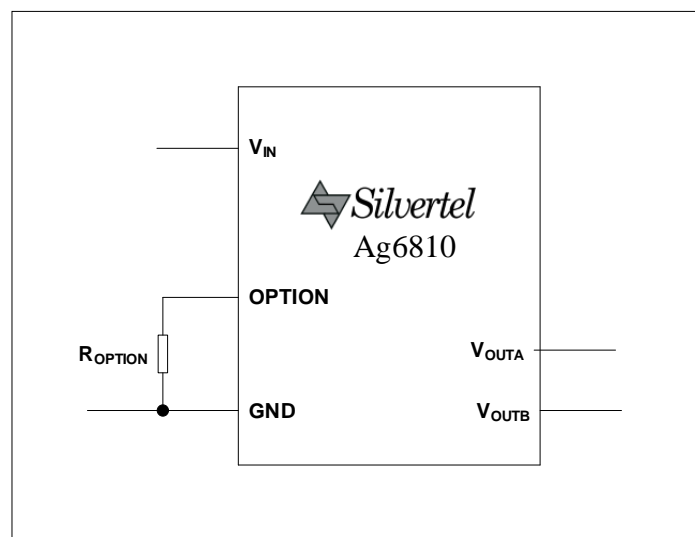 VIN
Silvertel
Ag6810
OPTION
ROPTION
VOUTA
GND
VOUTB